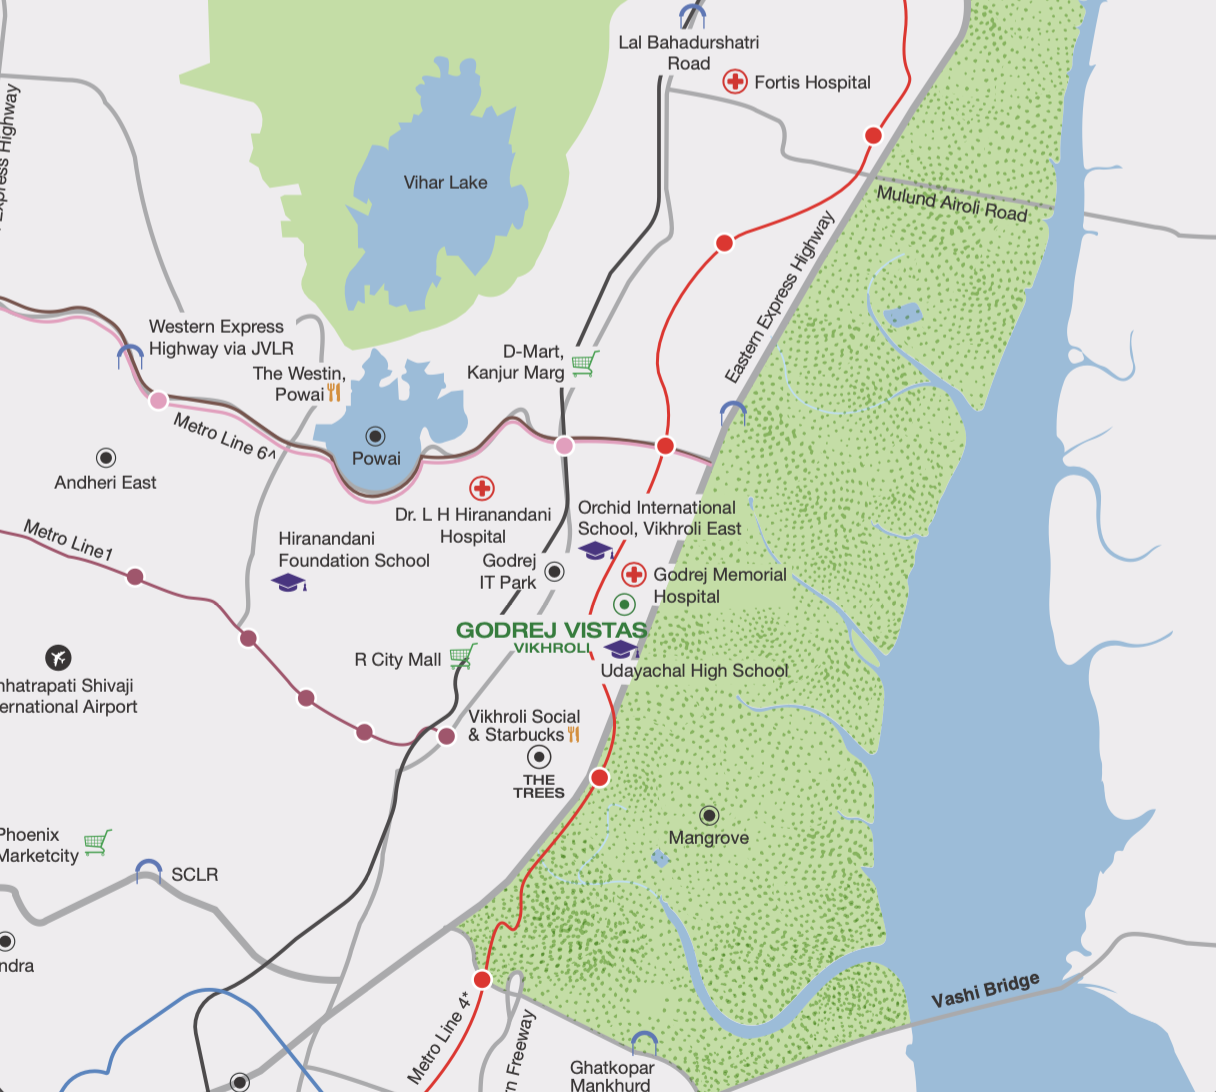 Lal Bahadurshatri
Road
Fortis Hospital
Express Highway
Vihar Lake
Mulund Airoli Road
Eastern Express Highway
Western Express
Highway via JVLR
The Westin,
Powai
D-Mart,
Kanjur Marg
Metro Line 6^
Powai
Andheri East
Dr. L H Hiranandani
Hospital
Orchid International
School, Vikhroli East
Metro Line1
Hiranandani
Foundation School
Godrej
IT Park
Godrej Memorial
Hospital
GODREJ VISTAS
VIKHROLI
R City Mall
Udayachal High School
hhatrapati Shivaji
ernational Airport
Vikhroli Social
& Starbucks
THE
TREES
Mangrove
Phoenix
Marketcity
SCLR
ndra
Vashi Bridge
Metro Line 4*
n Freeway
Ghatkopar
Mankhurd